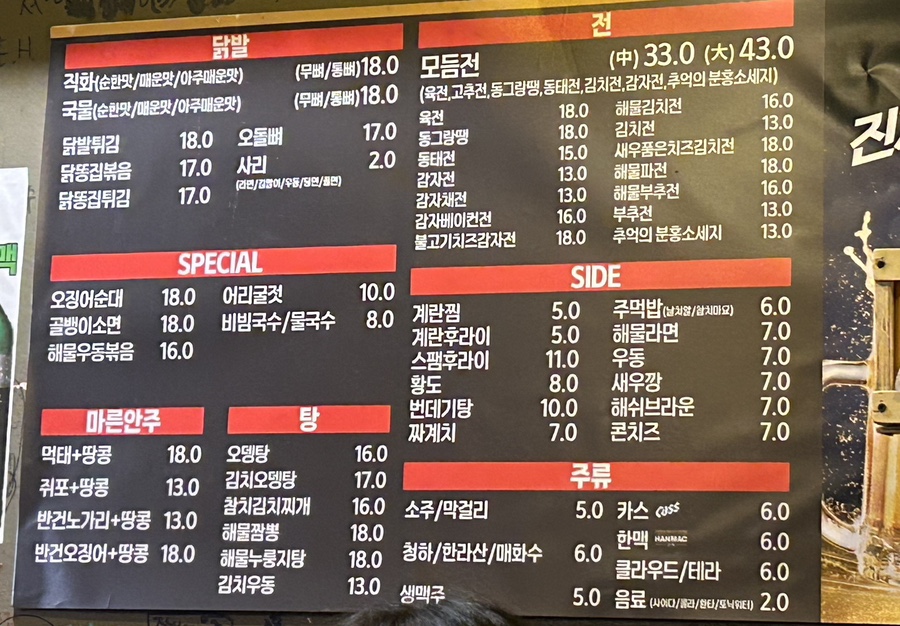 닭발
직화(순한맛/매운맛/아주매운맛) (무뼈/통뼈)18.0
국물(순한맛/매운맛/아주매운맛) (무뼈/통뼈)18.0
닭발튀김 18.0
닭똥집볶음 17.0
닭똥집튀김 17.0
오돌뼈 17.0
사리 2.0
SPECIAL
오징어순대 18.0
골뱅이소면 18.0
해물우동볶음 16.0
어리굴젓 10.0
비빔국수/물국수 8.0
마른안주
먹태+땅콩 18.0
쥐포+땅콩 13.0
반건노가리+땅콩 13.0
반건오징어+땅콩 18.0
탕
오뎅탕 16.0
김치오뎅탕 17.0
참치김치찌개 16.0
해물짬뽕 18.0
해물누룽지탕 18.0
김치우동 13.0
전
모듬전 (中) 33.0 (大) 43.0
(육전,고추전,동그랑땡,동태전,김치전,감자전,추억의 분홍소세지)
육전 18.0
동그랑땡 18.0
동태전 15.0
감자전 13.0
감자채전 13.0
감자베이컨전 16.0
불고기치즈감자전 18.0
해물김치전 16.0
김치전 13.0
새우품은치즈김치전 18.0
해물파전 18.0
해물부추전 16.0
부추전 13.0
추억의 분홍소세지 13.0
SIDE
계란찜 5.0
계란후라이 5.0
스팸후라이 11.0
황도 8.0
번데기탕 10.0
짜계치 7.0
주먹밥(날치알/참치마요) 6.0
해물라면 7.0
우동 7.0
새우깡 7.0
해쉬브라운 7.0
콘치즈 7.0
주류
소주/막걸리 5.0
청하/한라산/매화수 6.0
생맥주 5.0
카스 CASS 6.0
한맥 HANMAC 6.0
클라우드/테라 6.0
음료 (사이다/콜라/환타/토닉워터) 2.0
진
맥